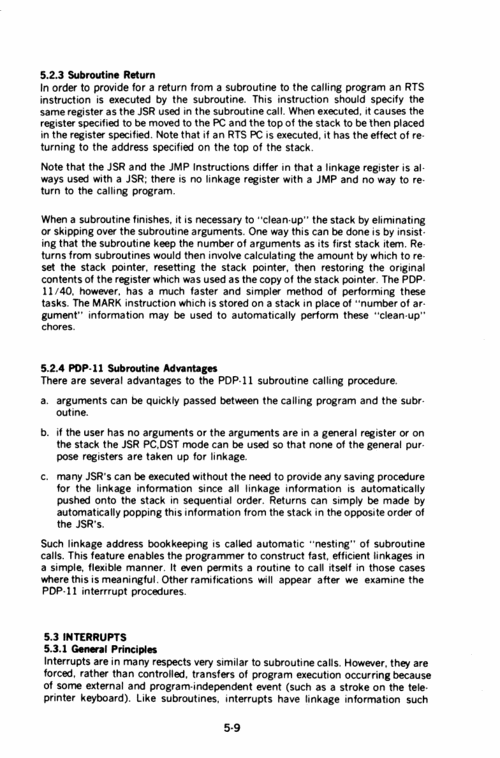 5.2.3 Subroutine Return
In order to provide for a return from a subroutine to the calling program an RTS
instruction is executed by the subroutine. This instruction should specify the
same register as the JSR used in the subroutine call. When executed, it causes the
register specified to be moved to the PC and the top of the stack to be then placed
in the register specified. Note that if an RTS PC is executed, it has the effect of re-
turning to the address specified on the top of the stack.
Note that the JSR and the JMP Instructions differ in that a linkage register is al-
ways used with a JSR; there is no linkage register with a JMP and no way to re-
turn to the calling program.
When a subroutine finishes, it is necessary to "clean-up" the stack by eliminating
or skipping over the subroutine arguments. One way this can be done is by insist-
ing that the subroutine keep the number of arguments as its first stack item. Re-
turns from subroutines would then involve calculating the amount by which to re-
set the stack pointer, resetting the stack pointer, then restoring the original
contents of the register which was used as the copy of the stack pointer. The PDP-
11/40, however, has a much faster and simpler method of performing these
tasks. The MARK instruction which is stored on a stack in place of "number of ar-
gument" information may be used to automatically perform these "clean-up"
chores.
5.2.4 PDP-11 Subroutine Advantages
There are several advantages to the PDP-11 subroutine calling procedure.
a. arguments can be quickly passed between the calling program and the subr-
outine.
b. if the user has no arguments or the arguments are in a general register or on
the stack the JSR PC,DST mode can be used so that none of the general pur-
pose registers are taken up for linkage.
c. many JSR's can be executed without the need to provide any saving procedure
for the linkage information since all linkage information is automatically
pushed onto the stack in sequential order. Returns can simply be made by
automatically popping this information from the stack in the opposite order of
the JSR's.
Such linkage address bookkeeping is called automatic "nesting" of subroutine
calls. This feature enables the programmer to construct fast, efficient linkages in
a simple, flexible manner. It even permits a routine to call itself in those cases
where this is meaningful. Other ramifications will appear after we examine the
PDP-11 interrrupt procedures.
5.3 INTERRUPTS
5.3.1 General Principles
Interrupts are in many respects very similar to subroutine calls. However, they are
forced, rather than controlled, transfers of program execution occurring because
of some external and program-independent event (such as a stroke on the tele-
printer keyboard). Like subroutines, interrupts have linkage information such
5-9